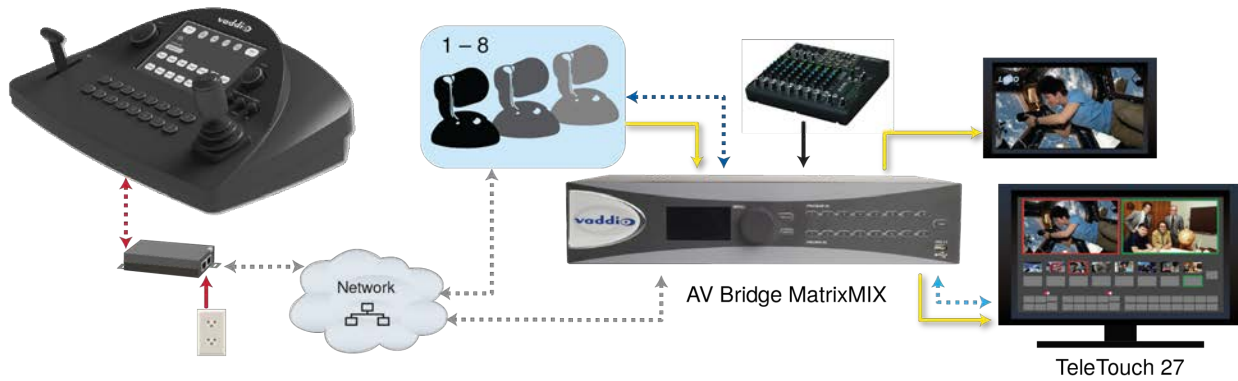 vaddio
1 – 8
Network
vaddio
AV Bridge MatrixMIX
TeleTouch 27